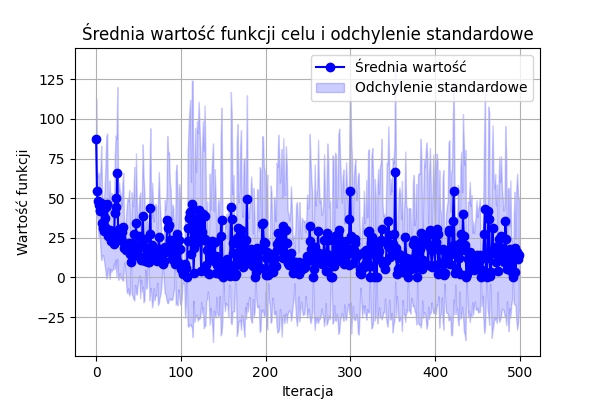 Średnia wartość funkcji celu i odchylenie standardowe
Średnia wartość
Odchylenie standardowe
Wartość funkcji
125
100
75
50
25
0
−25
0
100
200
300
400
500
Iteracja